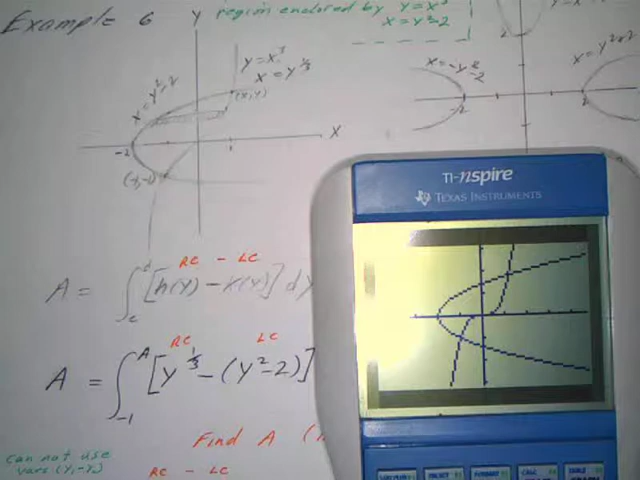 Example 6
region enclosed by y=x³
x=y²-2
Y
y=x³
x=y^⅓
x=y²-2
(x,y)
X
-2
(-1,-1)
x=-y²-2
x=y²+2
-2
2
2
TI-nspire
TEXAS INSTRUMENTS
RC - LC
A = ∫ [h(y) - k(y)] dy
c
RC LC
A = ∫ [y^⅓ - (y²-2)]
A
-1
Find A
can not use
vars
RC - LC